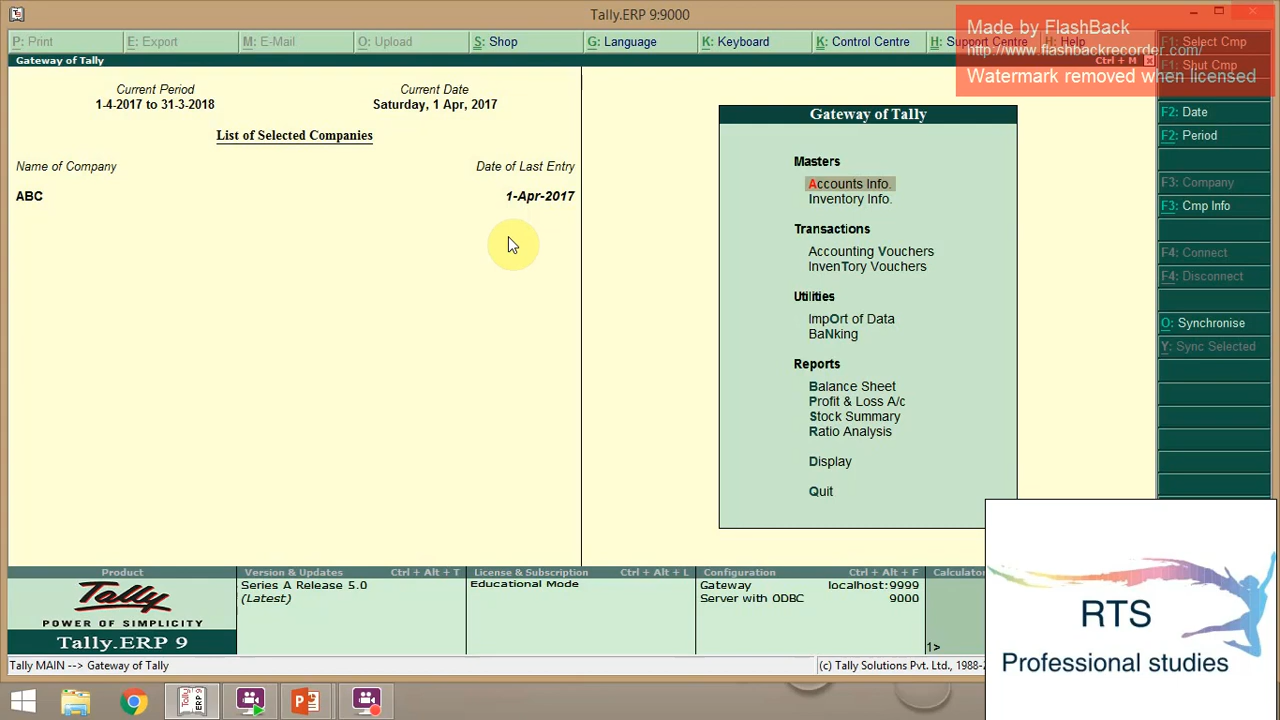 Tally.ERP 9:9000
Made by FlashBack
http://www.flashbackrecorder.com/
Watermark removed when licensed
P: Print
E: Export
M: E-Mail
O: Upload
S: Shop
G: Language
K: Keyboard
K: Control Centre
H: Support Centre
H: Help
F1: Select Cmp
Gateway of Tally
Ctrl + M
F1: Shut Cmp
Current Period
1-4-2017 to 31-3-2018
Current Date
Saturday, 1 Apr, 2017
List of Selected Companies
Name of Company
Date of Last Entry
ABC
1-Apr-2017
Gateway of Tally
Masters
Accounts Info.
Inventory Info.
Transactions
Accounting Vouchers
InvenTory Vouchers
Utilities
ImpOrt of Data
BaNking
Reports
Balance Sheet
Profit & Loss A/c
Stock Summary
Ratio Analysis
Display
Quit
F2: Date
F2: Period
F3: Company
F3: Cmp Info
F4: Connect
F4: Disconnect
O: Synchronise
Y: Sync Selected
Product
Tally
POWER OF SIMPLICITY
Tally.ERP 9
Version & Updates Ctrl + Alt + T
Series A Release 5.0
(Latest)
License & Subscription Ctrl + Alt + L
Educational Mode
Configuration Ctrl + Alt + F
Gateway localhost:9999
Server with ODBC 9000
Calculator
1>
Tally MAIN --> Gateway of Tally
(c) Tally Solutions Pvt. Ltd., 1988-2
RTS
Professional studies
Tally
ERP 9